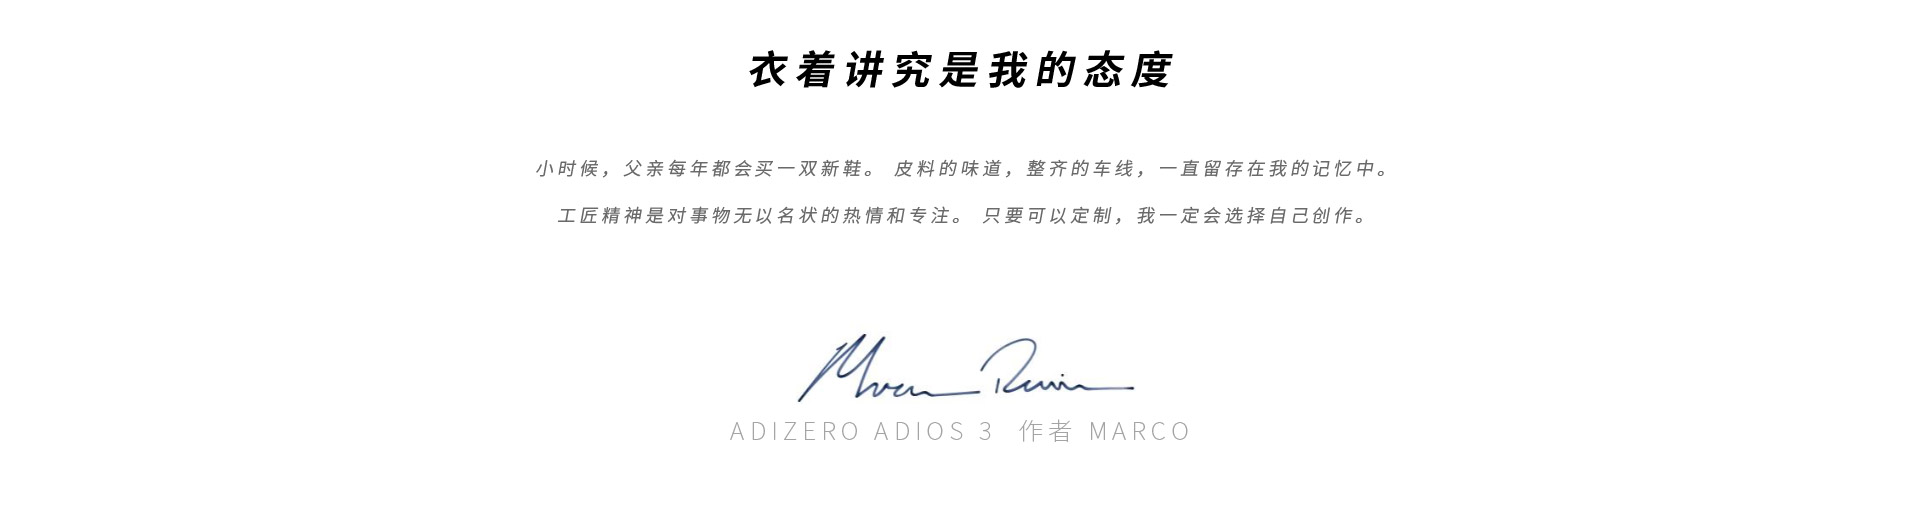 衣着讲究是我的态度
小时候，父亲每年都会买一双新鞋。 皮料的味道，整齐的车线，一直留存在我的记忆中。
工匠精神是对事物无以名状的热情和专注。 只要可以定制，我一定会选择自己创作。
ADIZERO ADIOS 3 作者 MARCO